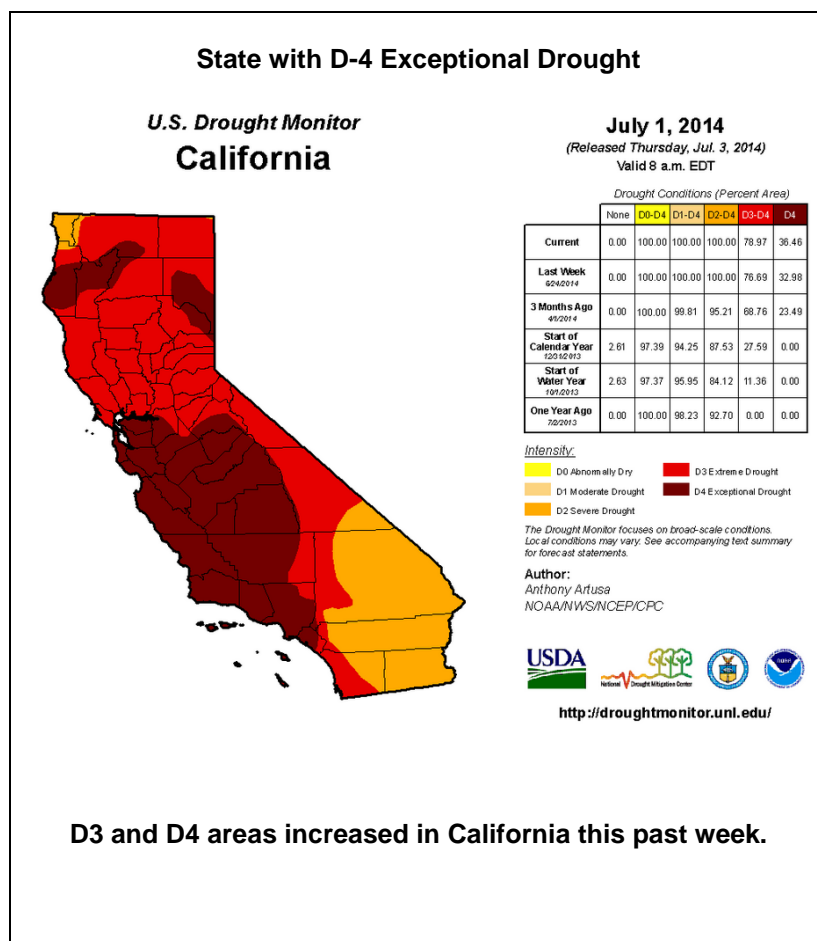 State with D-4 Exceptional Drought
U.S. Drought Monitor
California
July 1, 2014
(Released Thursday, Jul. 3, 2014)
Valid 8 a.m. EDT
Drought Conditions (Percent Area)
None D0-D4 D1-D4 D2-D4 D3-D4 D4
Current 0.00 100.00 100.00 100.00 78.97 36.46
Last Week 0.00 100.00 100.00 100.00 76.69 32.98
6/24/2014
3 Months Ago 0.00 100.00 99.81 95.21 68.76 23.49
4/1/2014
Start of
Calendar Year 2.61 97.39 94.25 87.53 27.59 0.00
12/31/2013
Start of
Water Year 2.63 97.37 95.95 84.12 11.36 0.00
10/1/2013
One Year Ago 0.00 100.00 98.23 92.70 0.00 0.00
7/2/2013
Intensity:
D0 Abnormally Dry D3 Extreme Drought
D1 Moderate Drought D4 Exceptional Drought
D2 Severe Drought
The Drought Monitor focuses on broad-scale conditions.
Local conditions may vary. See accompanying text summary
for forecast statements.
Author:
Anthony Artusa
NOAA/NWS/NCEP/CPC
USDA
National Drought Mitigation Center
http://droughtmonitor.unl.edu/
D3 and D4 areas increased in California this past week.